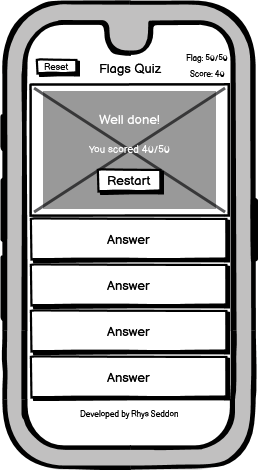 Reset
Flags Quiz
Flag: 50/50
Score: 40
Well done!
You scored 40/50
Restart
Answer
Answer
Answer
Answer
Developed by Rhys Seddon